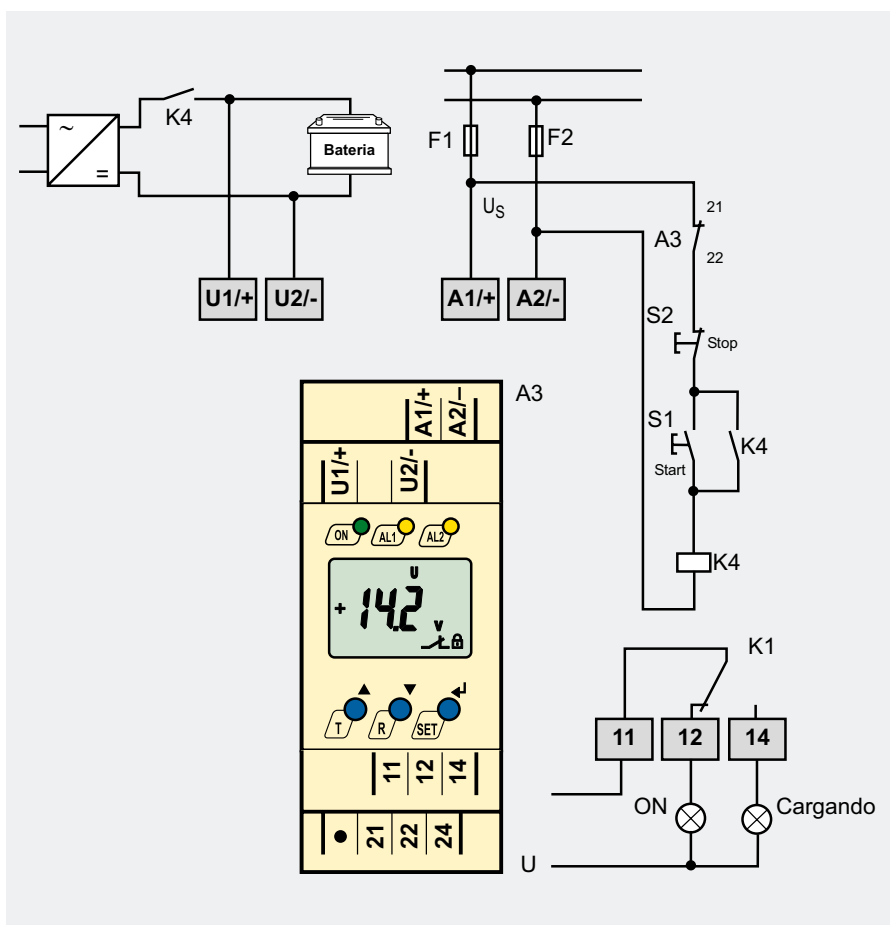 K4
~
=
Bateria
U1/+
U2/-
F1
F2
US
A1/+
A2/-
21
A3
22
S2
Stop
S1
Start
K4
K4
A3
A1/+
A2/–
U1/+
U2/-
ON
AL1
AL2
U
+ 14.2
V
T
R
SET
11
12
14
21
22
24
K1
11
12
14
ON
Cargando
U